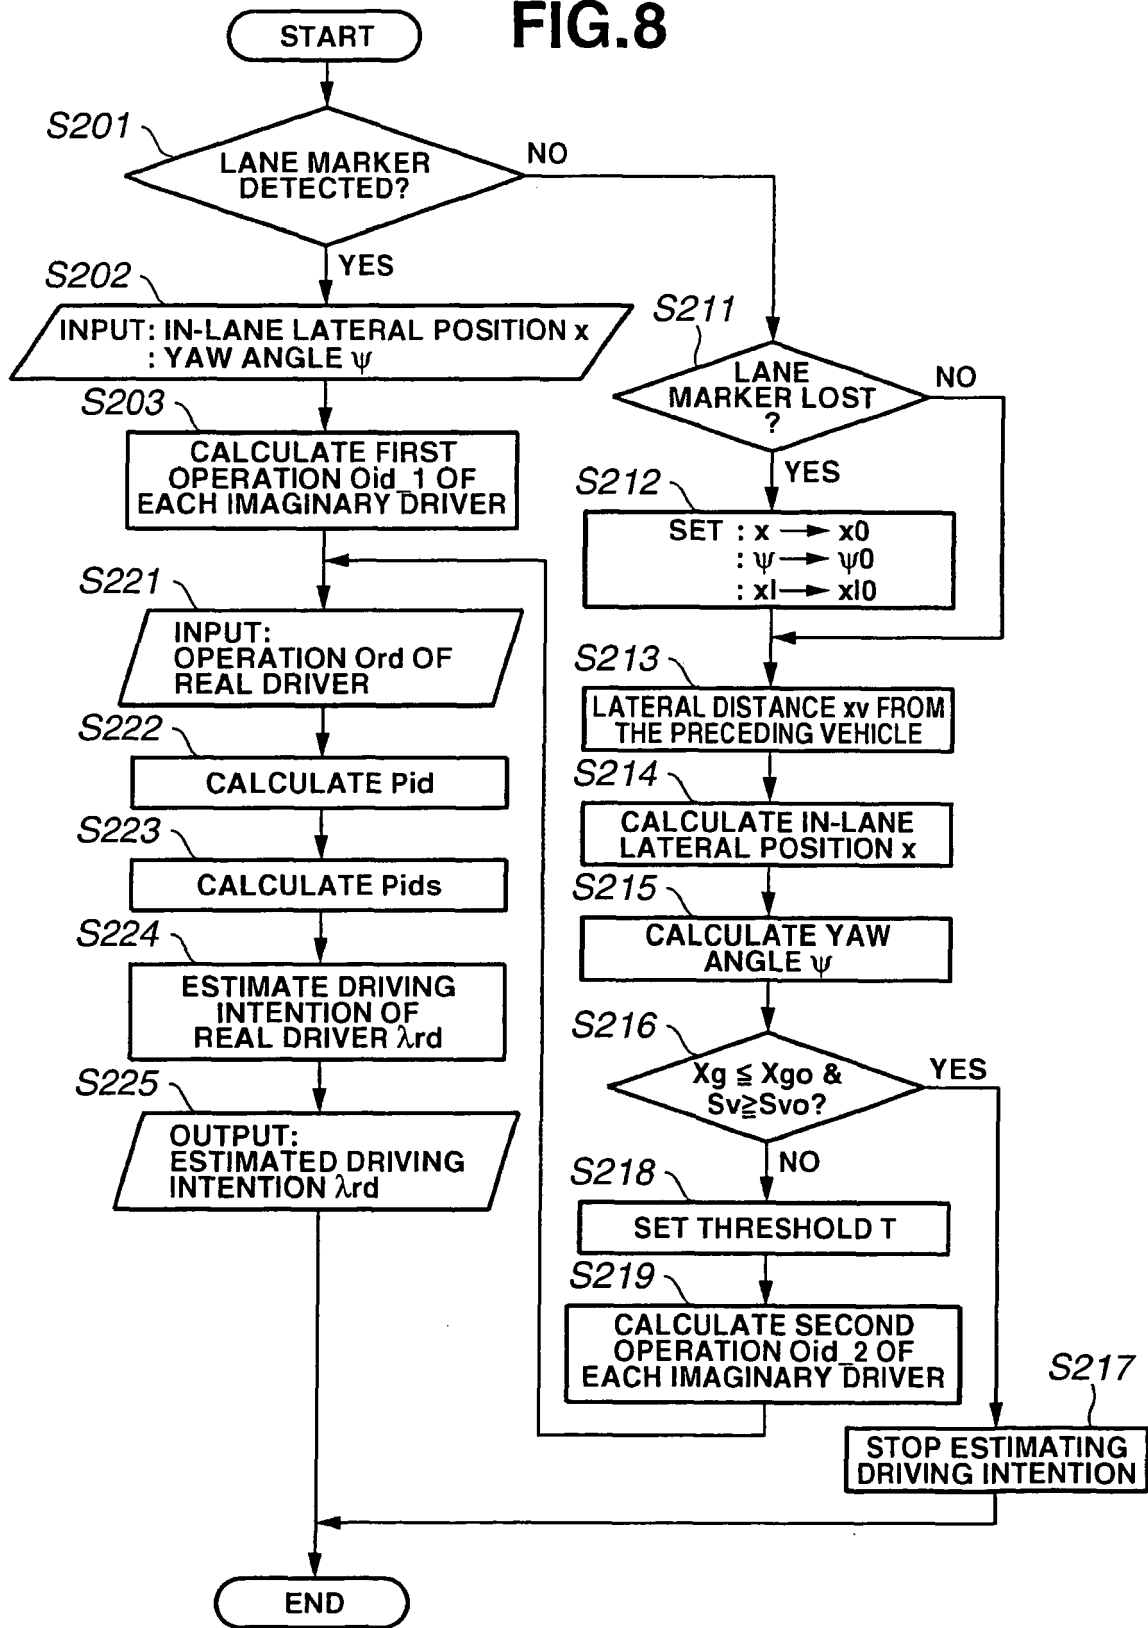 FIG.8
START
S201
LANE MARKER
DETECTED?
NO
YES
S202
INPUT: IN-LANE LATERAL POSITION x
: YAW ANGLE ψ
S203
CALCULATE FIRST
OPERATION Oid_1 OF
EACH IMAGINARY DRIVER
S221
INPUT:
OPERATION Ord OF
REAL DRIVER
S222
CALCULATE Pid
S223
CALCULATE Pids
S224
ESTIMATE DRIVING
INTENTION OF
REAL DRIVER λrd
S225
OUTPUT:
ESTIMATED DRIVING
INTENTION λrd
S211
LANE
MARKER LOST
?
NO
YES
S212
SET : x → x0
: ψ → ψ0
: xl → xl0
S213
LATERAL DISTANCE xv FROM
THE PRECEDING VEHICLE
S214
CALCULATE IN-LANE
LATERAL POSITION x
S215
CALCULATE YAW
ANGLE ψ
S216
Xg ≦ Xgo &
Sv≧Svo?
YES
NO
S218
SET THRESHOLD T
S219
CALCULATE SECOND
OPERATION Oid_2 OF
EACH IMAGINARY DRIVER
S217
STOP ESTIMATING
DRIVING INTENTION
END